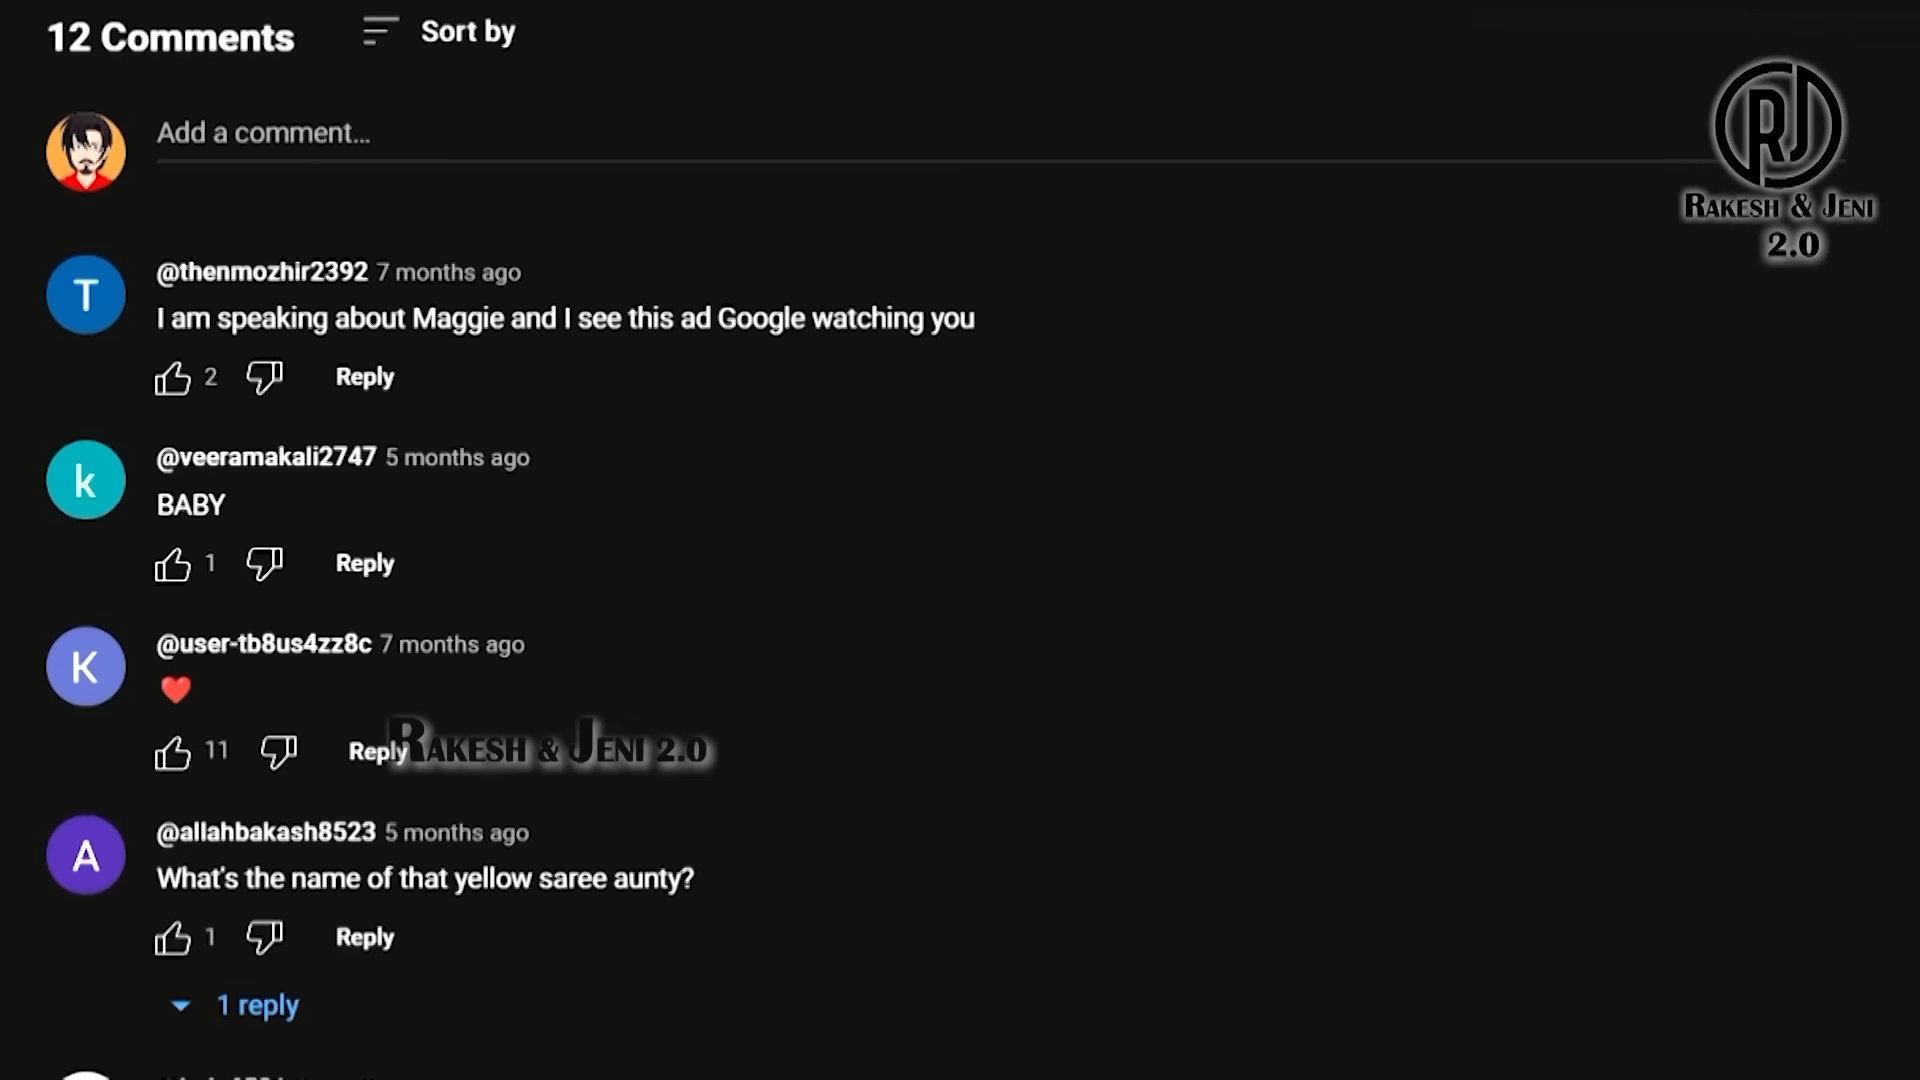 12 Comments
Sort by
Add a comment...
RJ
Rakesh & Jeni
2.0
T
@thenmozhir2392 7 months ago
I am speaking about Maggie and I see this ad Google watching you
2
Reply
k
@veeramakali2747 5 months ago
BABY
1
Reply
K
@user-tb8us4zz8c 7 months ago
❤️
11
Reply
Rakesh & Jeni 2.0
A
@allahbakash8523 5 months ago
What's the name of that yellow saree aunty?
1
Reply
1 reply